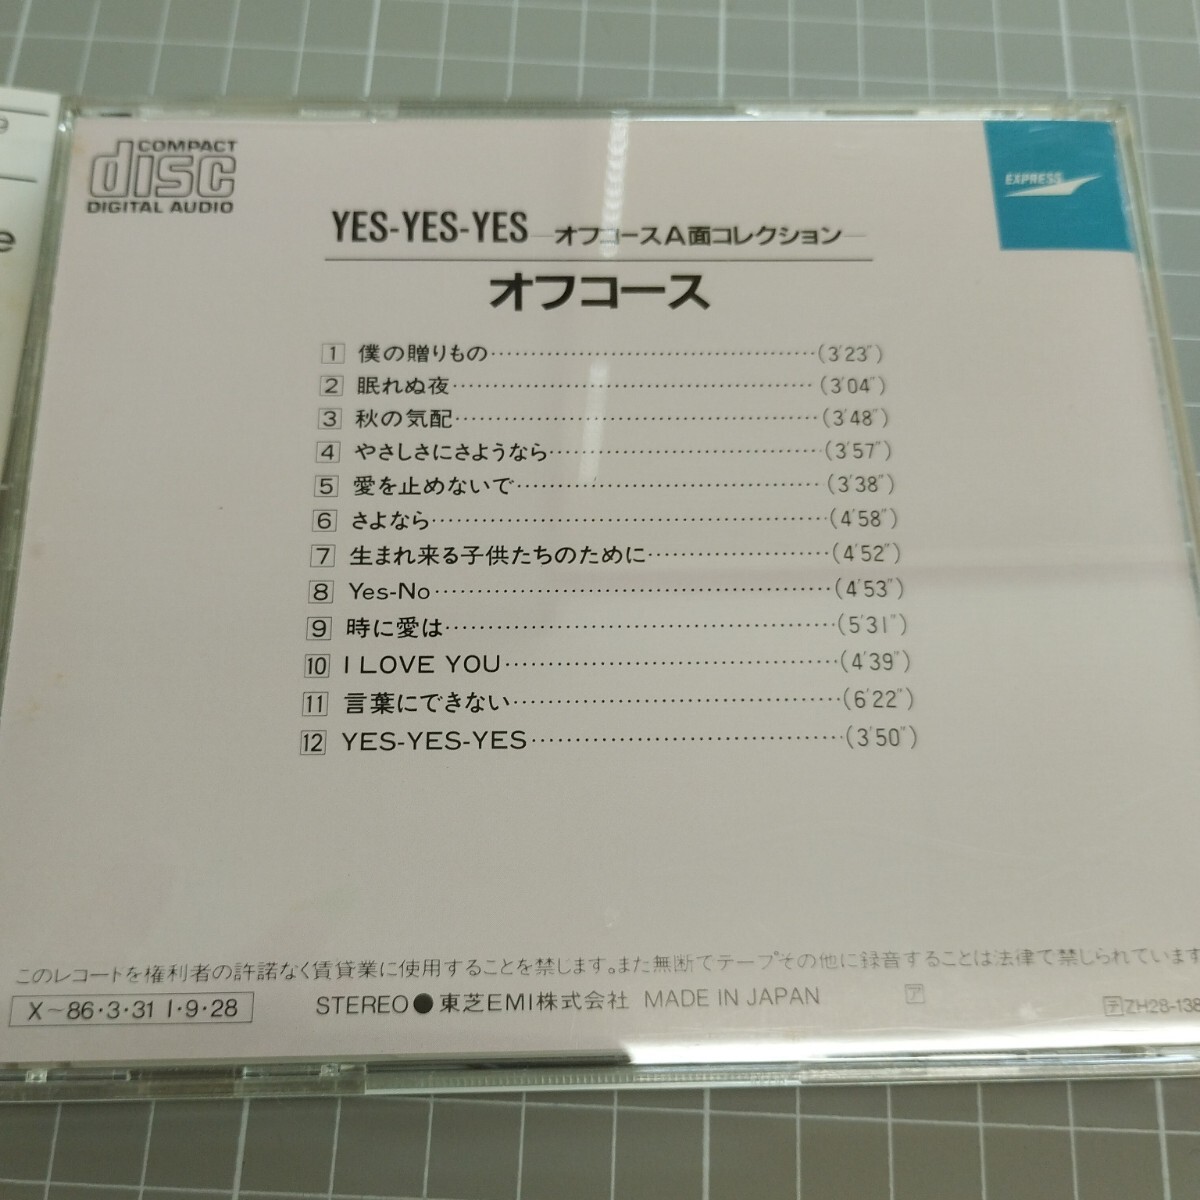 COMPACT
disc
DIGITAL AUDIO
EXPRESS
YES-YES-YES —オフコースA面コレクション—
オフコース
1 僕の贈りもの……(3'23")
2 眠れぬ夜……(3'04")
3 秋の気配……(3'48")
4 やさしさにさようなら……(3'57")
5 愛を止めないで……(3'38")
6 さよなら……(4'58")
7 生まれ来る子供たちのために……(4'52")
8 Yes-No……(4'53")
9 時に愛は……(5'31")
10 I LOVE YOU……(4'39")
11 言葉にできない……(6'22")
12 YES-YES-YES……(3'50")
このレコードを権利者の許諾なく賃貸業に使用することを禁じます。また無断でテープその他に録音することは法律で禁じられています
X〜86・3・31 I・9・28
STEREO●東芝EMI株式会社 MADE IN JAPAN
ア
テZH28-138